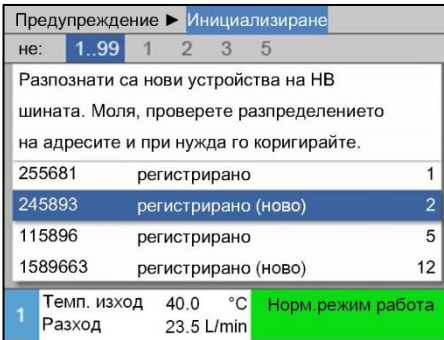 Предупреждение ► Инициализиране
не: 1..99 1 2 3 5
Разпознати са нови устройства на HB
шината. Моля, проверете разпределението
на адресите и при нужда го коригирайте.
255681 регистрирано 1
245893 регистрирано (ново) 2
115896 регистрирано 5
1589663 регистрирано (ново) 12
1 Темп. изход 40.0 °C Норм.режим работа
Разход 23.5 L/min